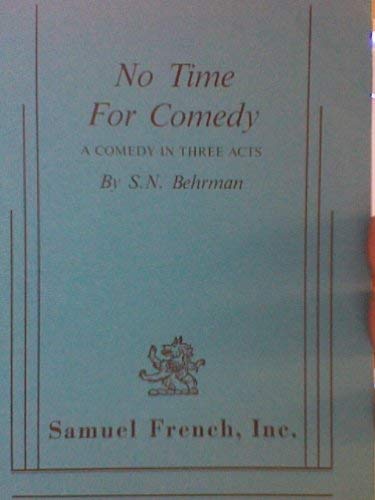 No Time
For Comedy
A COMEDY IN THREE ACTS
By S.N. Behrman
Samuel French, Inc.